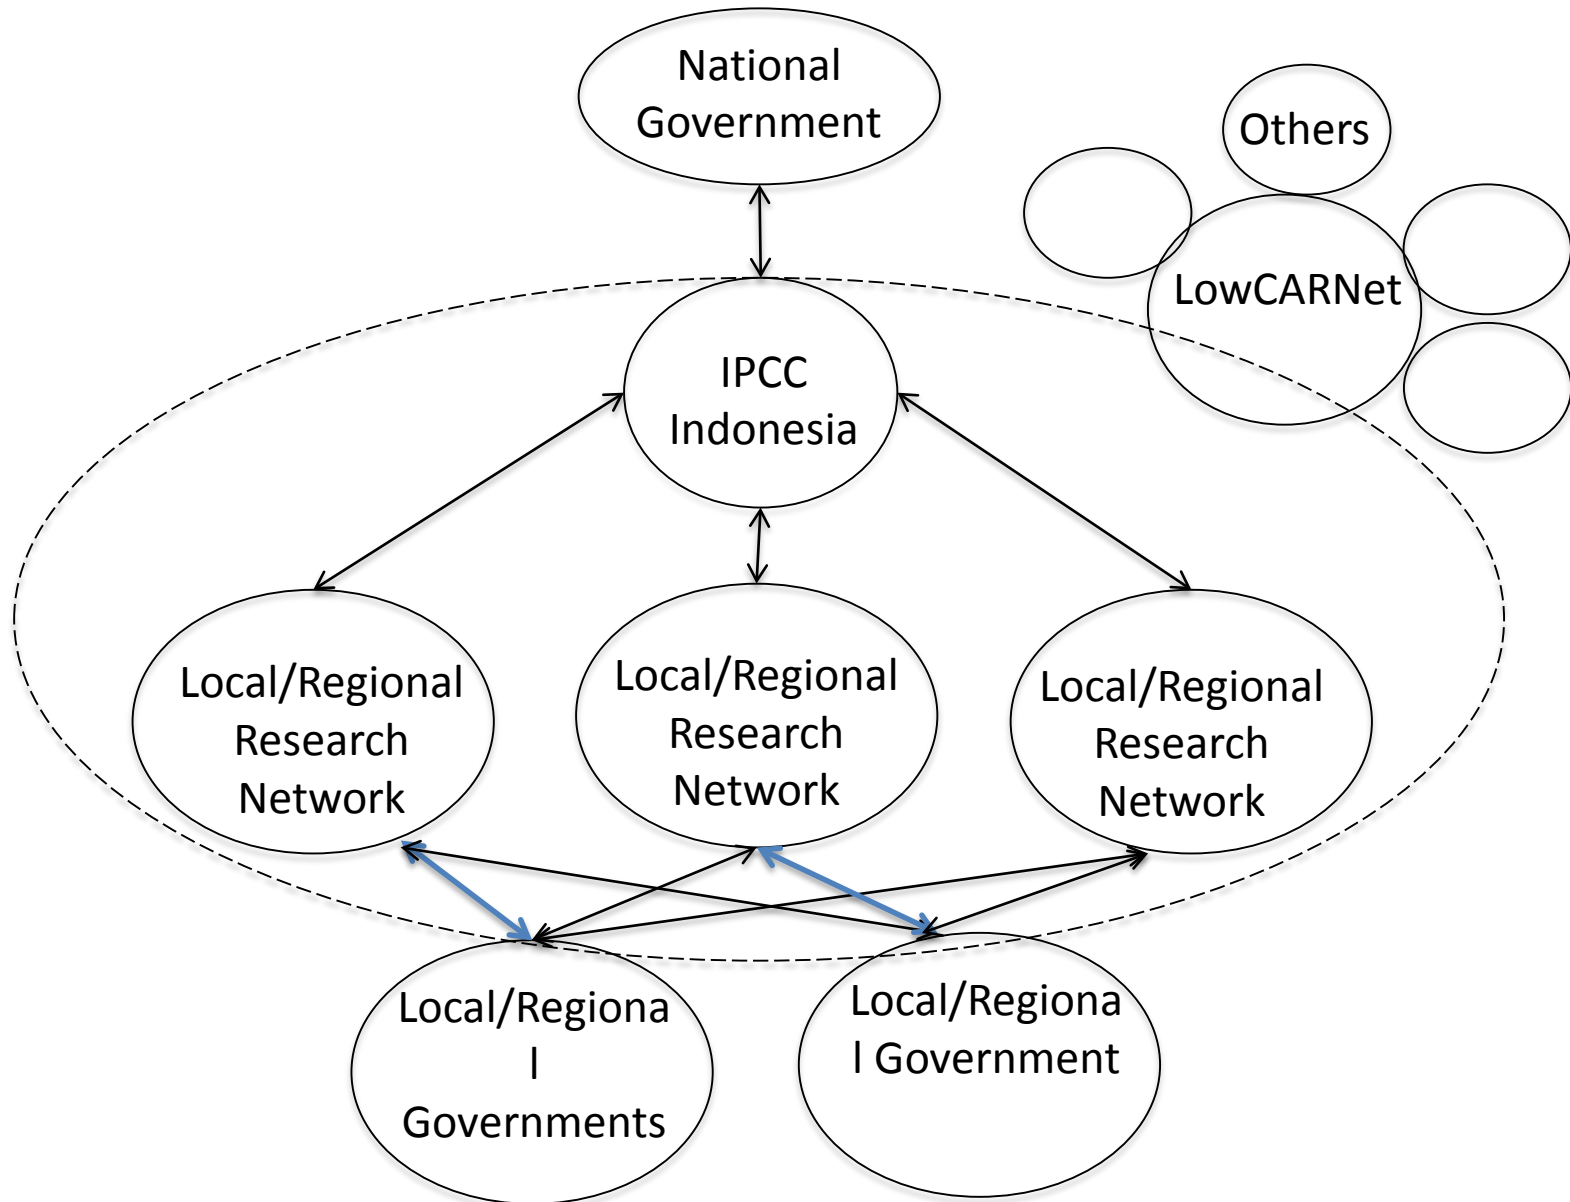 National
Government
Others
LowCARNet
IPCC
Indonesia
Local/Regional
Research
Network
Local/Regional
Research
Network
Local/Regional
Research
Network
Local/Regiona
l
Governments
Local/Regiona
l Government